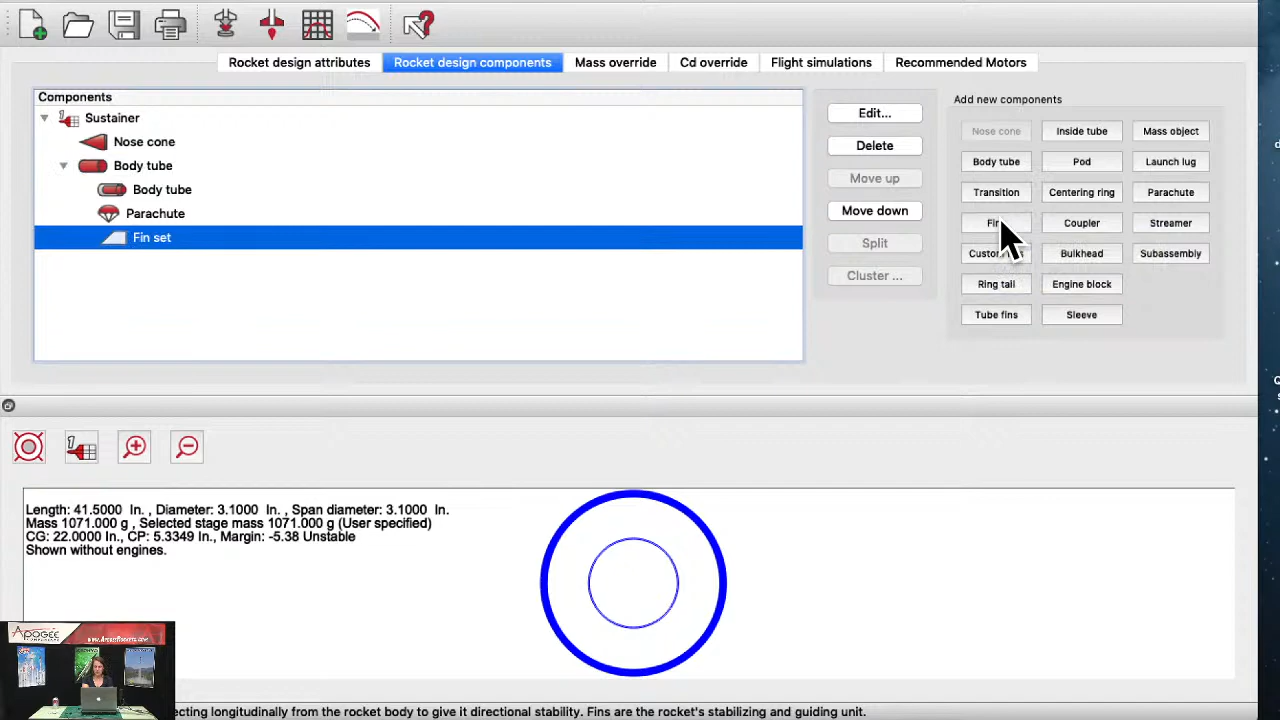 Rocket design attributes
Rocket design components
Mass override
Cd override
Flight simulations
Recommended Motors
Components
Sustainer
Nose cone
Body tube
Body tube
Parachute
Fin set
Edit...
Delete
Move up
Move down
Split
Cluster ...
Add new components
Nose cone
Inside tube
Mass object
Body tube
Pod
Launch lug
Transition
Centering ring
Parachute
Coupler
Streamer
Bulkhead
Subassembly
Ring tail
Engine block
Tube fins
Sleeve
Length: 41.5000 In. , Diameter: 3.1000 In. , Span diameter: 3.1000 In.
Mass 1071.000 g , Selected stage mass 1071.000 g (User specified)
CG: 22.0000 In., CP: 5.3349 In., Margin: -5.38 Unstable
Shown without engines.
APOGEE
COMPONENTS
www.ApogeeRockets.com
ecting longitudinally from the rocket body to give it directional stability. Fins are the rocket's stabilizing and guiding unit.